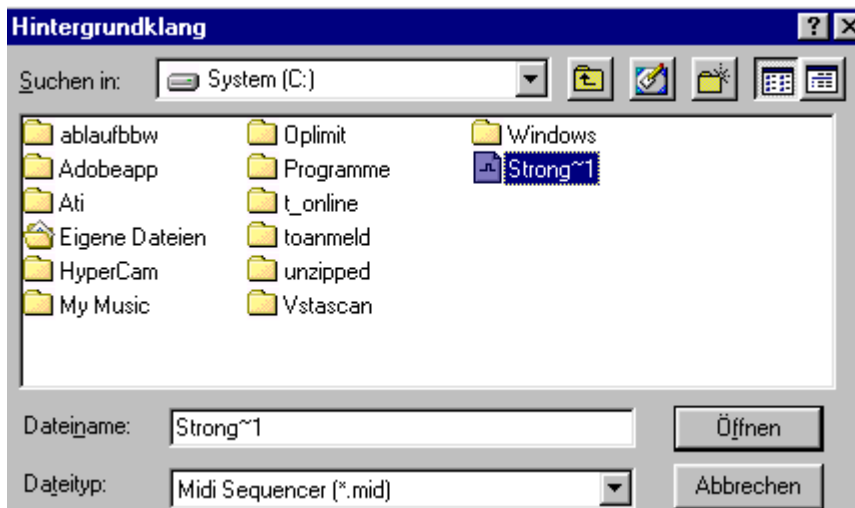 Hintergrundklang
Suchen in: System (C:)
ablaufbbw Oplimit Windows
Adobeapp Programme Strong~1
Ati t_online
Eigene Dateien toanmeld
HyperCam unzipped
My Music Vstascan
Dateiname: Strong~1 Öffnen
Dateityp: Midi Sequencer (*.mid) Abbrechen